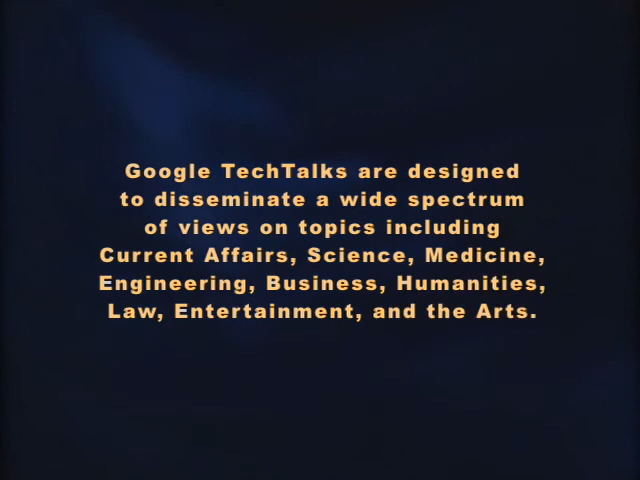 Google TechTalks are designed
to disseminate a wide spectrum
of views on topics including
Current Affairs, Science, Medicine,
Engineering, Business, Humanities,
Law, Entertainment, and the Arts.